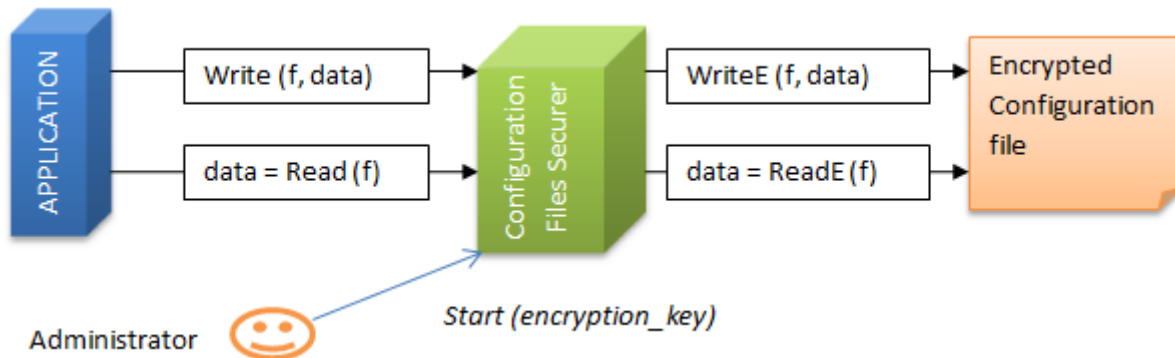 APPLICATION
Write (f, data)
data = Read (f)
Configuration
Files Securer
WriteE (f, data)
data = ReadE (f)
Encrypted
Configuration
file
Administrator
Start (encryption_key)